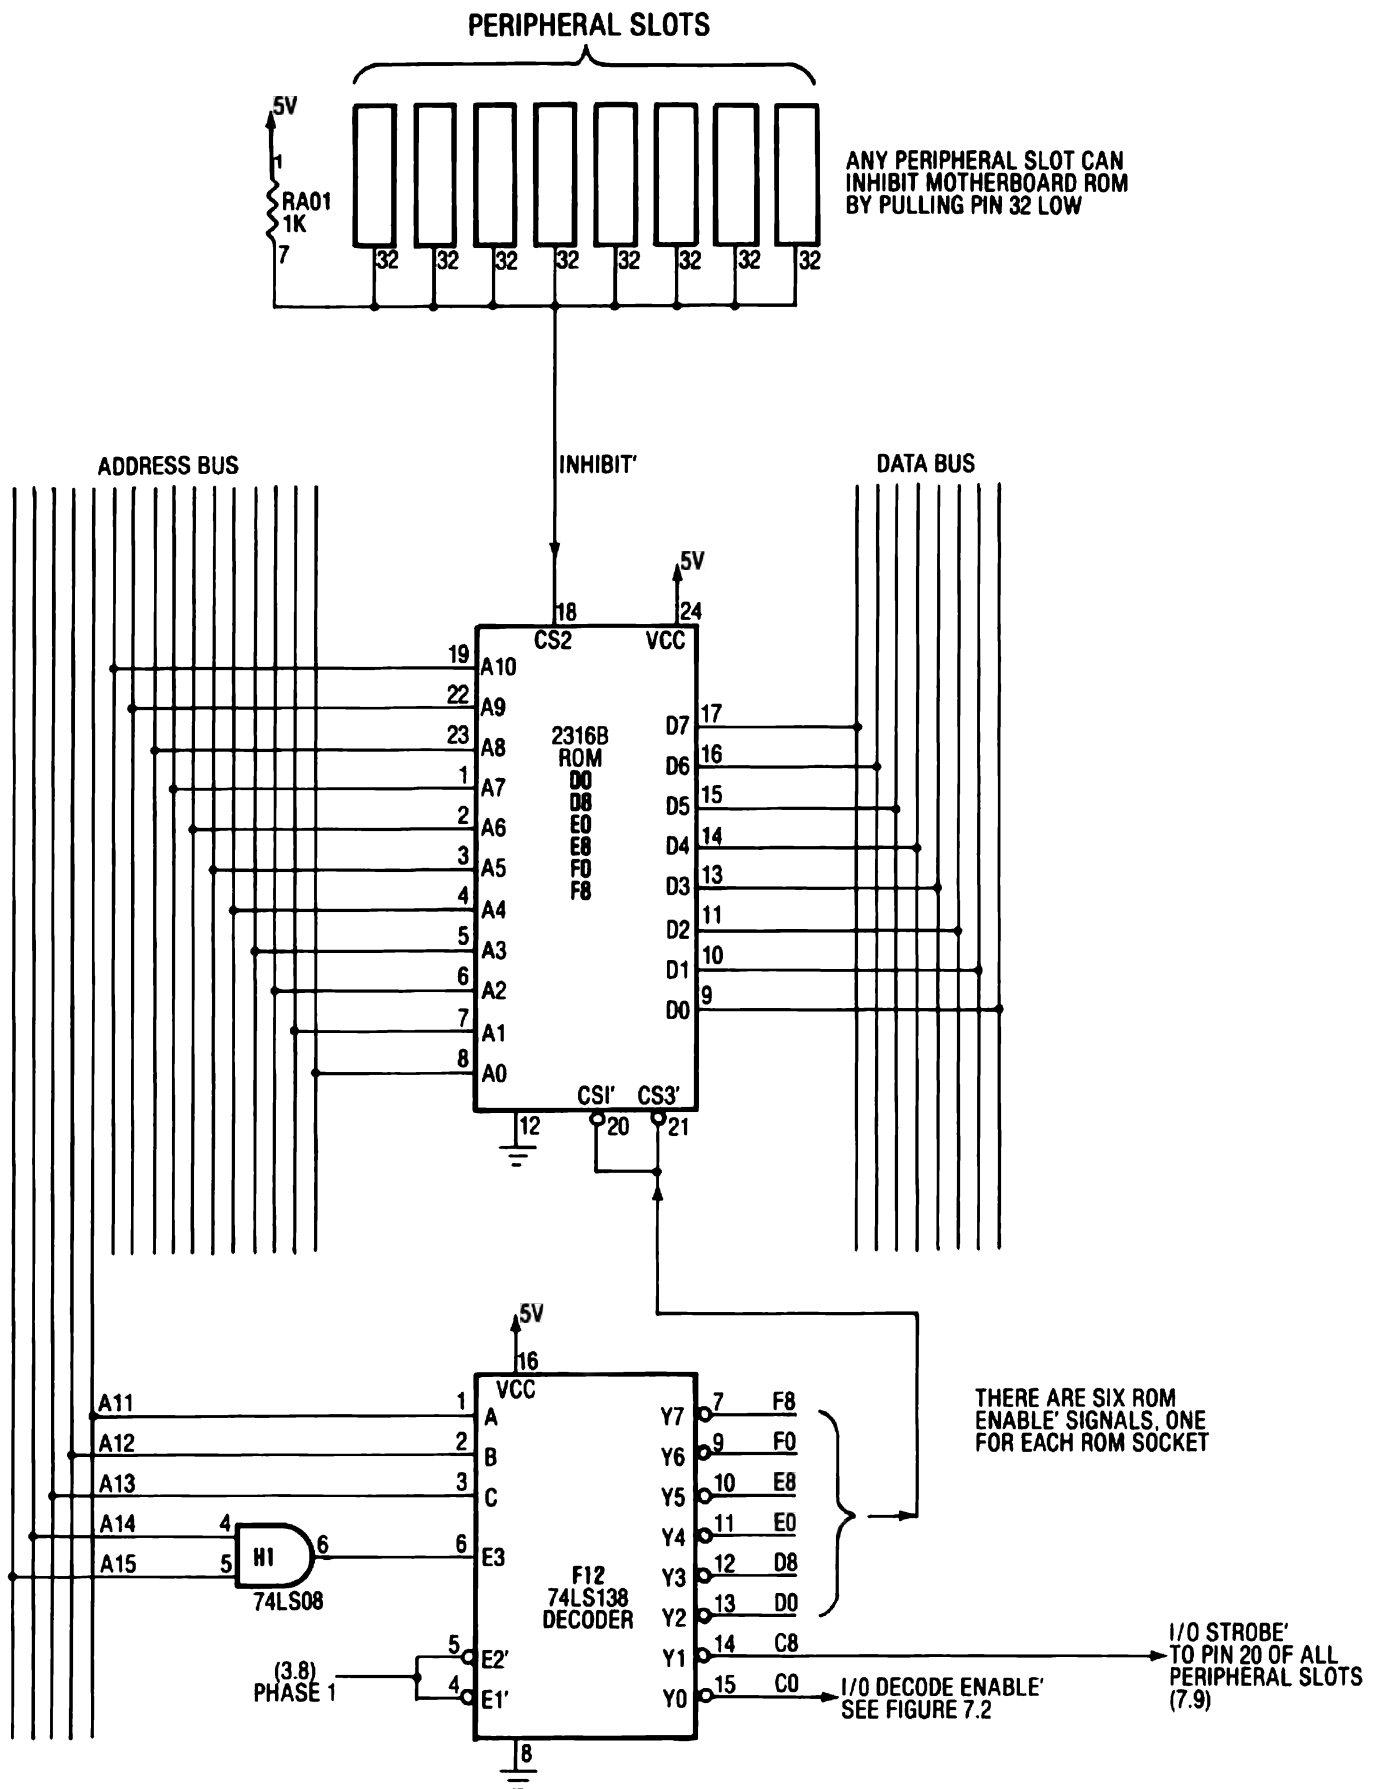 PERIPHERAL SLOTS
5V
1
RA01
1K
7
32 32 32 32 32 32 32 32
ANY PERIPHERAL SLOT CAN
INHIBIT MOTHERBOARD ROM
BY PULLING PIN 32 LOW
ADDRESS BUS
INHIBIT'
DATA BUS
5V
18
24
CS2
VCC
19 A10
22 A9
23 A8
1 A7
2 A6
3 A5
4 A4
5 A3
6 A2
7 A1
8 A0
2316B
ROM
D0
D8
E0
E8
F0
F8
D7 17
D6 16
D5 15
D4 14
D3 13
D2 11
D1 10
D0 9
CS1' CS3'
12
20
21
5V
16
VCC
A11 1 A
A12 2 B
A13 3 C
A14 4
A15 5
H1
6
74LS08
6 E3
(3.8)
PHASE 1
5 E2'
4 E1'
F12
74LS138
DECODER
Y7 7 F8
Y6 9 F0
Y5 10 E8
Y4 11 E0
Y3 12 D8
Y2 13 D0
Y1 14 C8
Y0 15 C0
8
THERE ARE SIX ROM
ENABLE' SIGNALS, ONE
FOR EACH ROM SOCKET
I/O STROBE'
TO PIN 20 OF ALL
PERIPHERAL SLOTS
(7.9)
I/O DECODE ENABLE'
SEE FIGURE 7.2